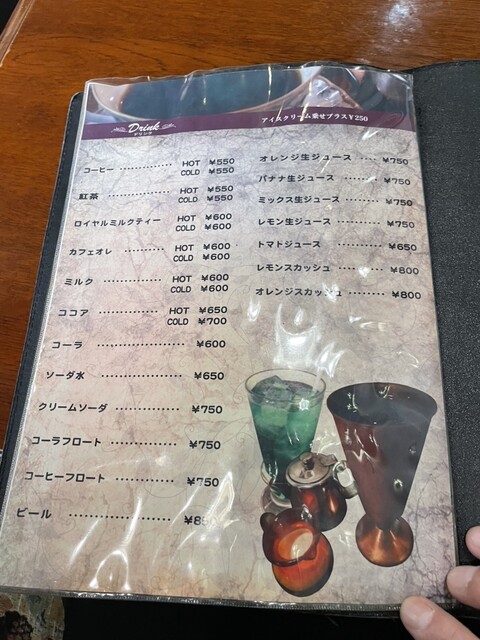 Drink
ドリンク
アイスクリーム乗せプラス¥250
コーヒー ············· HOT ¥550
COLD ¥550
紅茶 ··············· HOT ¥550
COLD ¥550
ロイヤルミルクティー HOT ¥600
COLD ¥600
カフェオレ ··········· HOT ¥600
COLD ¥600
ミルク ·············· HOT ¥600
COLD ¥600
ココア ·············· HOT ¥650
COLD ¥700
コーラ ·················· ¥600
ソーダ水 ················ ¥650
クリームソーダ ·············· ¥750
コーラフロート ············· ¥750
コーヒーフロート ············ ¥750
ビール ····················
オレンジ生ジュース ···· ¥750
バナナ生ジュース ······· ¥750
ミックス生ジュース ······· ¥750
レモン生ジュース ········· ¥750
トマトジュース ·········· ¥650
レモンスカッシュ ········· ¥800
オレンジスカッシュ ······· ¥800